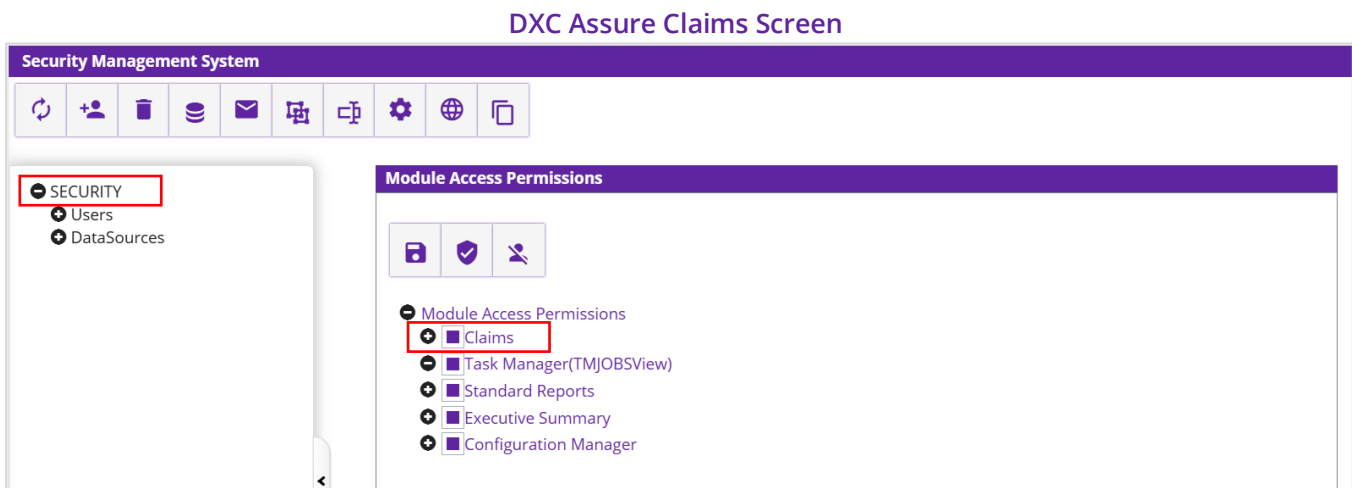 DXC Assure Claims Screen
Security Management System
SECURITY
Users
DataSources
Module Access Permissions
Module Access Permissions
Claims
Task Manager(TMJOBSView)
Standard Reports
Executive Summary
Configuration Manager